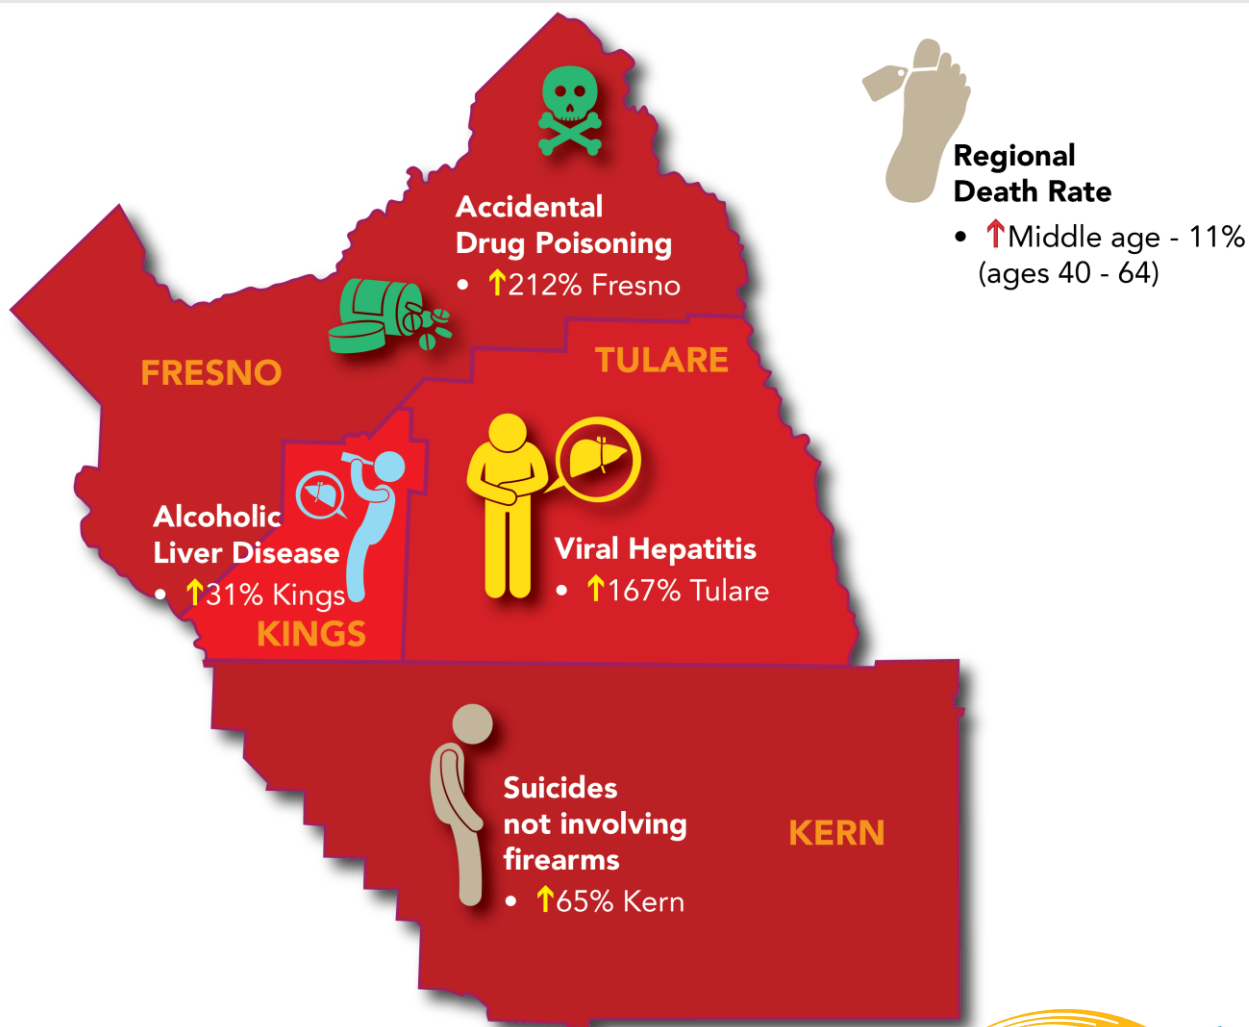 Regional
Death Rate
• ↑Middle age - 11%
(ages 40 - 64)
Accidental
Drug Poisoning
• ↑212% Fresno
FRESNO
TULARE
Alcoholic
Liver Disease
• ↑31% Kings
KINGS
Viral Hepatitis
• ↑167% Tulare
Suicides
not involving
firearms
• ↑65% Kern
KERN